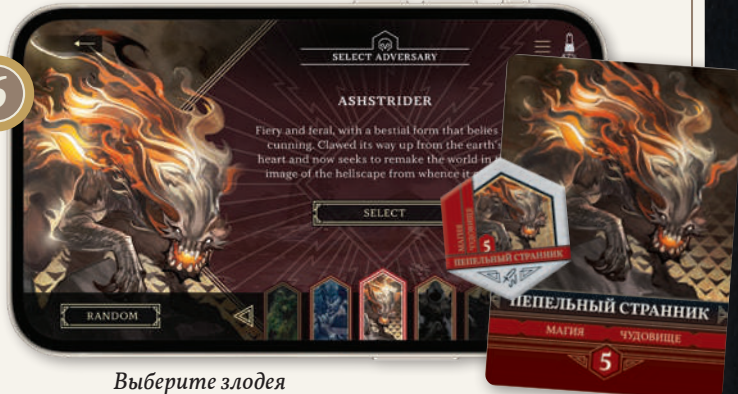 6
SELECT ADVERSARY
ASHSTRIDER
Fiery and feral, with a bestial form that belies
cunning. Clawed its way up from the earth's
heart and now seeks to remake the world in
image of the hellscape from whence it
SELECT
RANDOM
МАГИЯ
ЧУДОВИЩЕ
5
ПЕПЕЛЬНЫЙ СТРАННИК
ПЕПЕЛЬНЫЙ СТРАННИК
МАГИЯ ЧУДОВИЩЕ
5
Выберите злодея